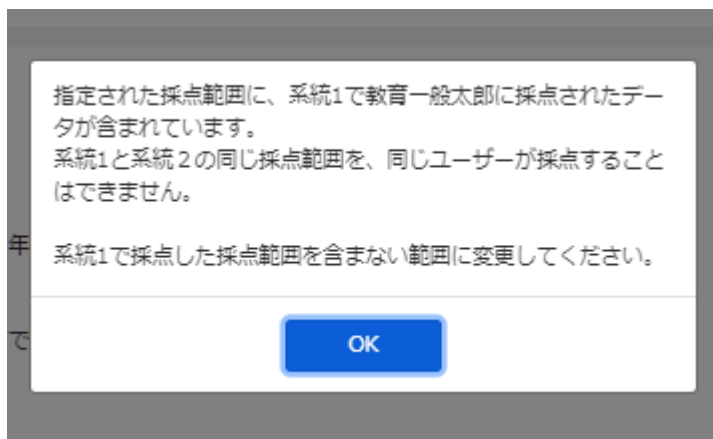 指定された採点範囲に、系統1で教育一般太郎に採点されたデー
タが含まれています。
系統1と系統２の同じ採点範囲を、同じユーザーが採点すること
はできません。
年
系統1で採点した採点範囲を含まない範囲に変更してください。
で
OK